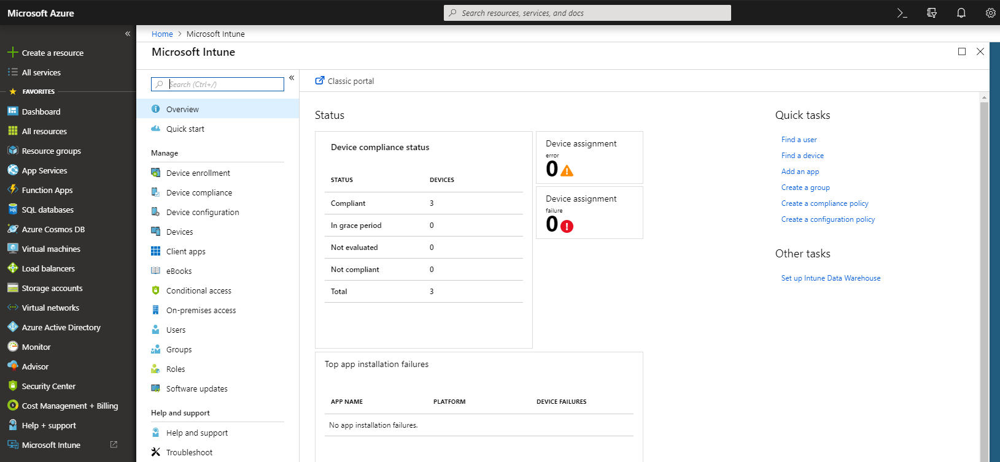 Microsoft Azure
Search resources, services, and docs
Create a resource
All services
FAVORITES
Dashboard
All resources
Resource groups
App Services
Function Apps
SQL databases
Azure Cosmos DB
Virtual machines
Load balancers
Storage accounts
Virtual networks
Azure Active Directory
Monitor
Advisor
Security Center
Cost Management + Billing
Help + support
Microsoft Intune
Home > Microsoft Intune
Microsoft Intune
Search (Ctrl+/)
Overview
Quick start
Manage
Device enrollment
Device compliance
Device configuration
Devices
Client apps
eBooks
Conditional access
On-premises access
Users
Groups
Roles
Software updates
Help and support
Help and support
Troubleshoot
Classic portal
Status
Device compliance status
STATUS DEVICES
Compliant 3
In grace period 0
Not evaluated 0
Not compliant 0
Total 3
Device assignment
error
0
Device assignment
failure
0
Top app installation failures
APP NAME PLATFORM DEVICE FAILURES
No app installation failures.
Quick tasks
Find a user
Find a device
Add an app
Create a group
Create a compliance policy
Create a configuration policy
Other tasks
Set up Intune Data Warehouse